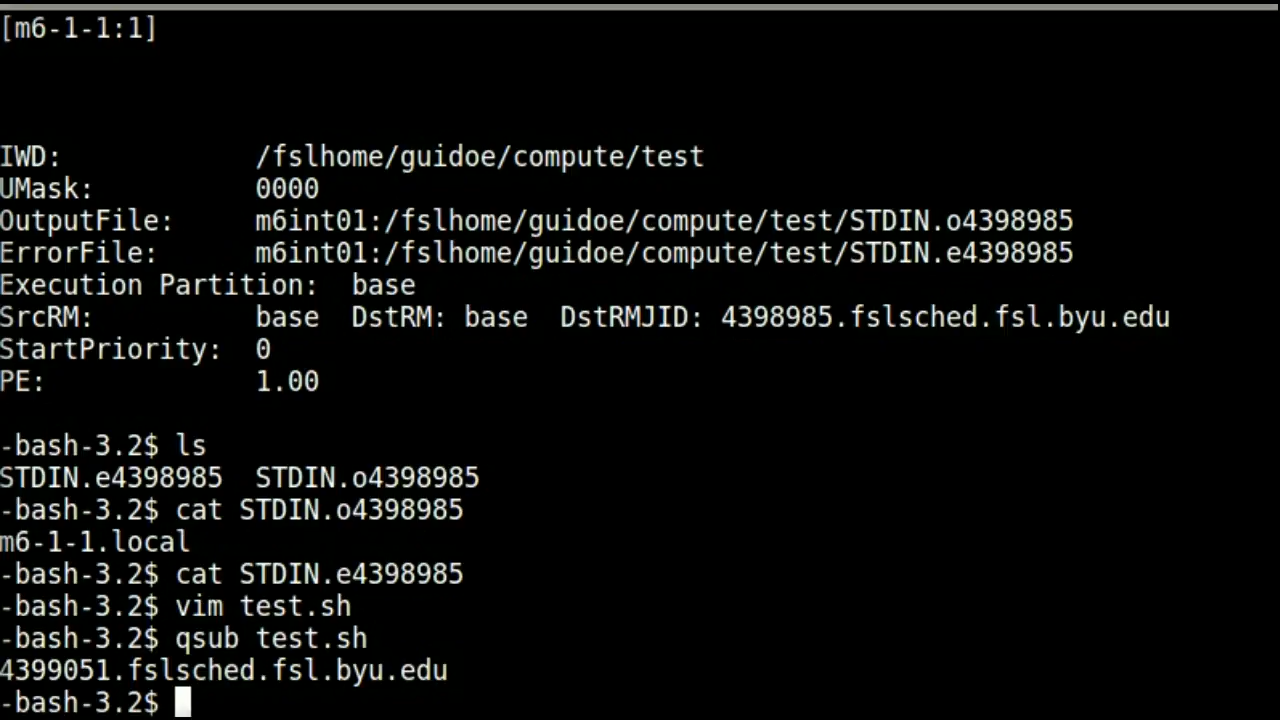 [m6-1-1:1]
IWD: /fslhome/guidoe/compute/test
UMask: 0000
OutputFile: m6int01:/fslhome/guidoe/compute/test/STDIN.o4398985
ErrorFile: m6int01:/fslhome/guidoe/compute/test/STDIN.e4398985
Execution Partition: base
SrcRM: base DstRM: base DstRMJID: 4398985.fslsched.fsl.byu.edu
StartPriority: 0
PE: 1.00
-bash-3.2$ ls
STDIN.e4398985 STDIN.o4398985
-bash-3.2$ cat STDIN.o4398985
m6-1-1.local
-bash-3.2$ cat STDIN.e4398985
-bash-3.2$ vim test.sh
-bash-3.2$ qsub test.sh
4399051.fslsched.fsl.byu.edu
-bash-3.2$